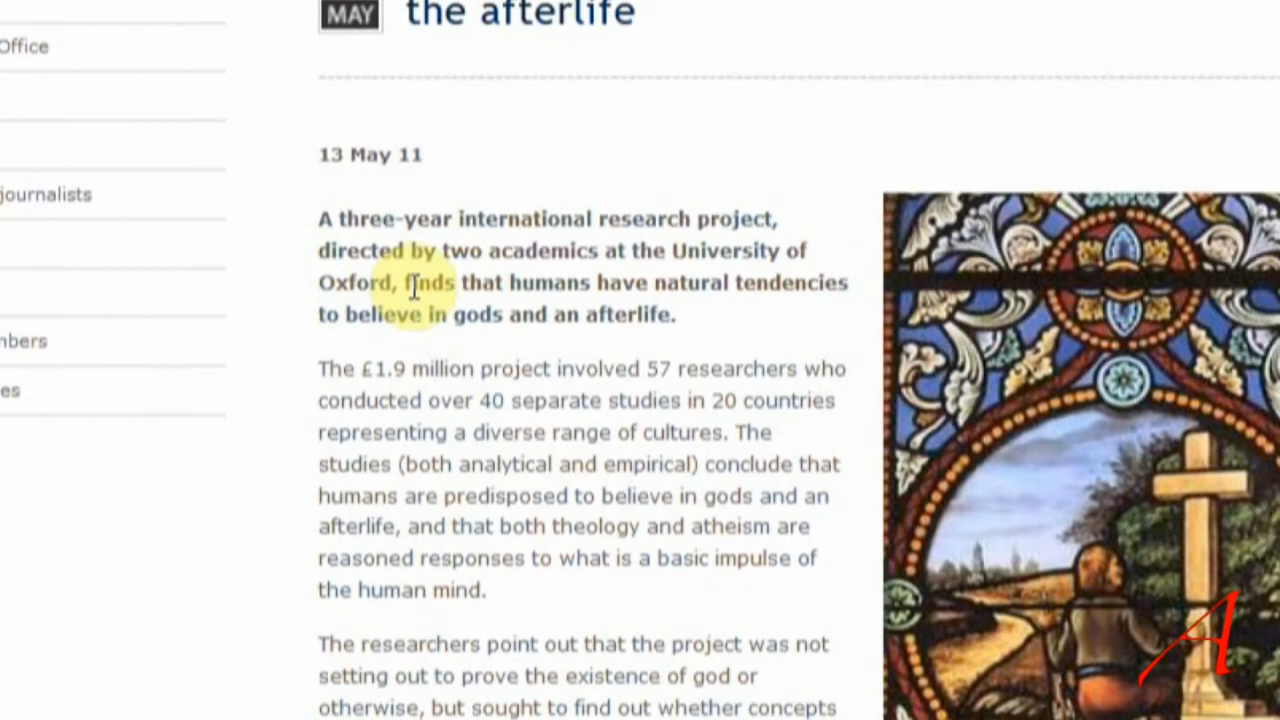 MAY
the afterlife
Office
journalists
13 May 11
A three-year international research project,
directed by two academics at the University of
Oxford, finds that humans have natural tendencies
to believe in gods and an afterlife.
The £1.9 million project involved 57 researchers who
conducted over 40 separate studies in 20 countries
representing a diverse range of cultures. The
studies (both analytical and empirical) conclude that
humans are predisposed to believe in gods and an
afterlife, and that both theology and atheism are
reasoned responses to what is a basic impulse of
the human mind.
The researchers point out that the project was not
setting out to prove the existence of god or
otherwise, but sought to find out whether concepts
nbers
es
A